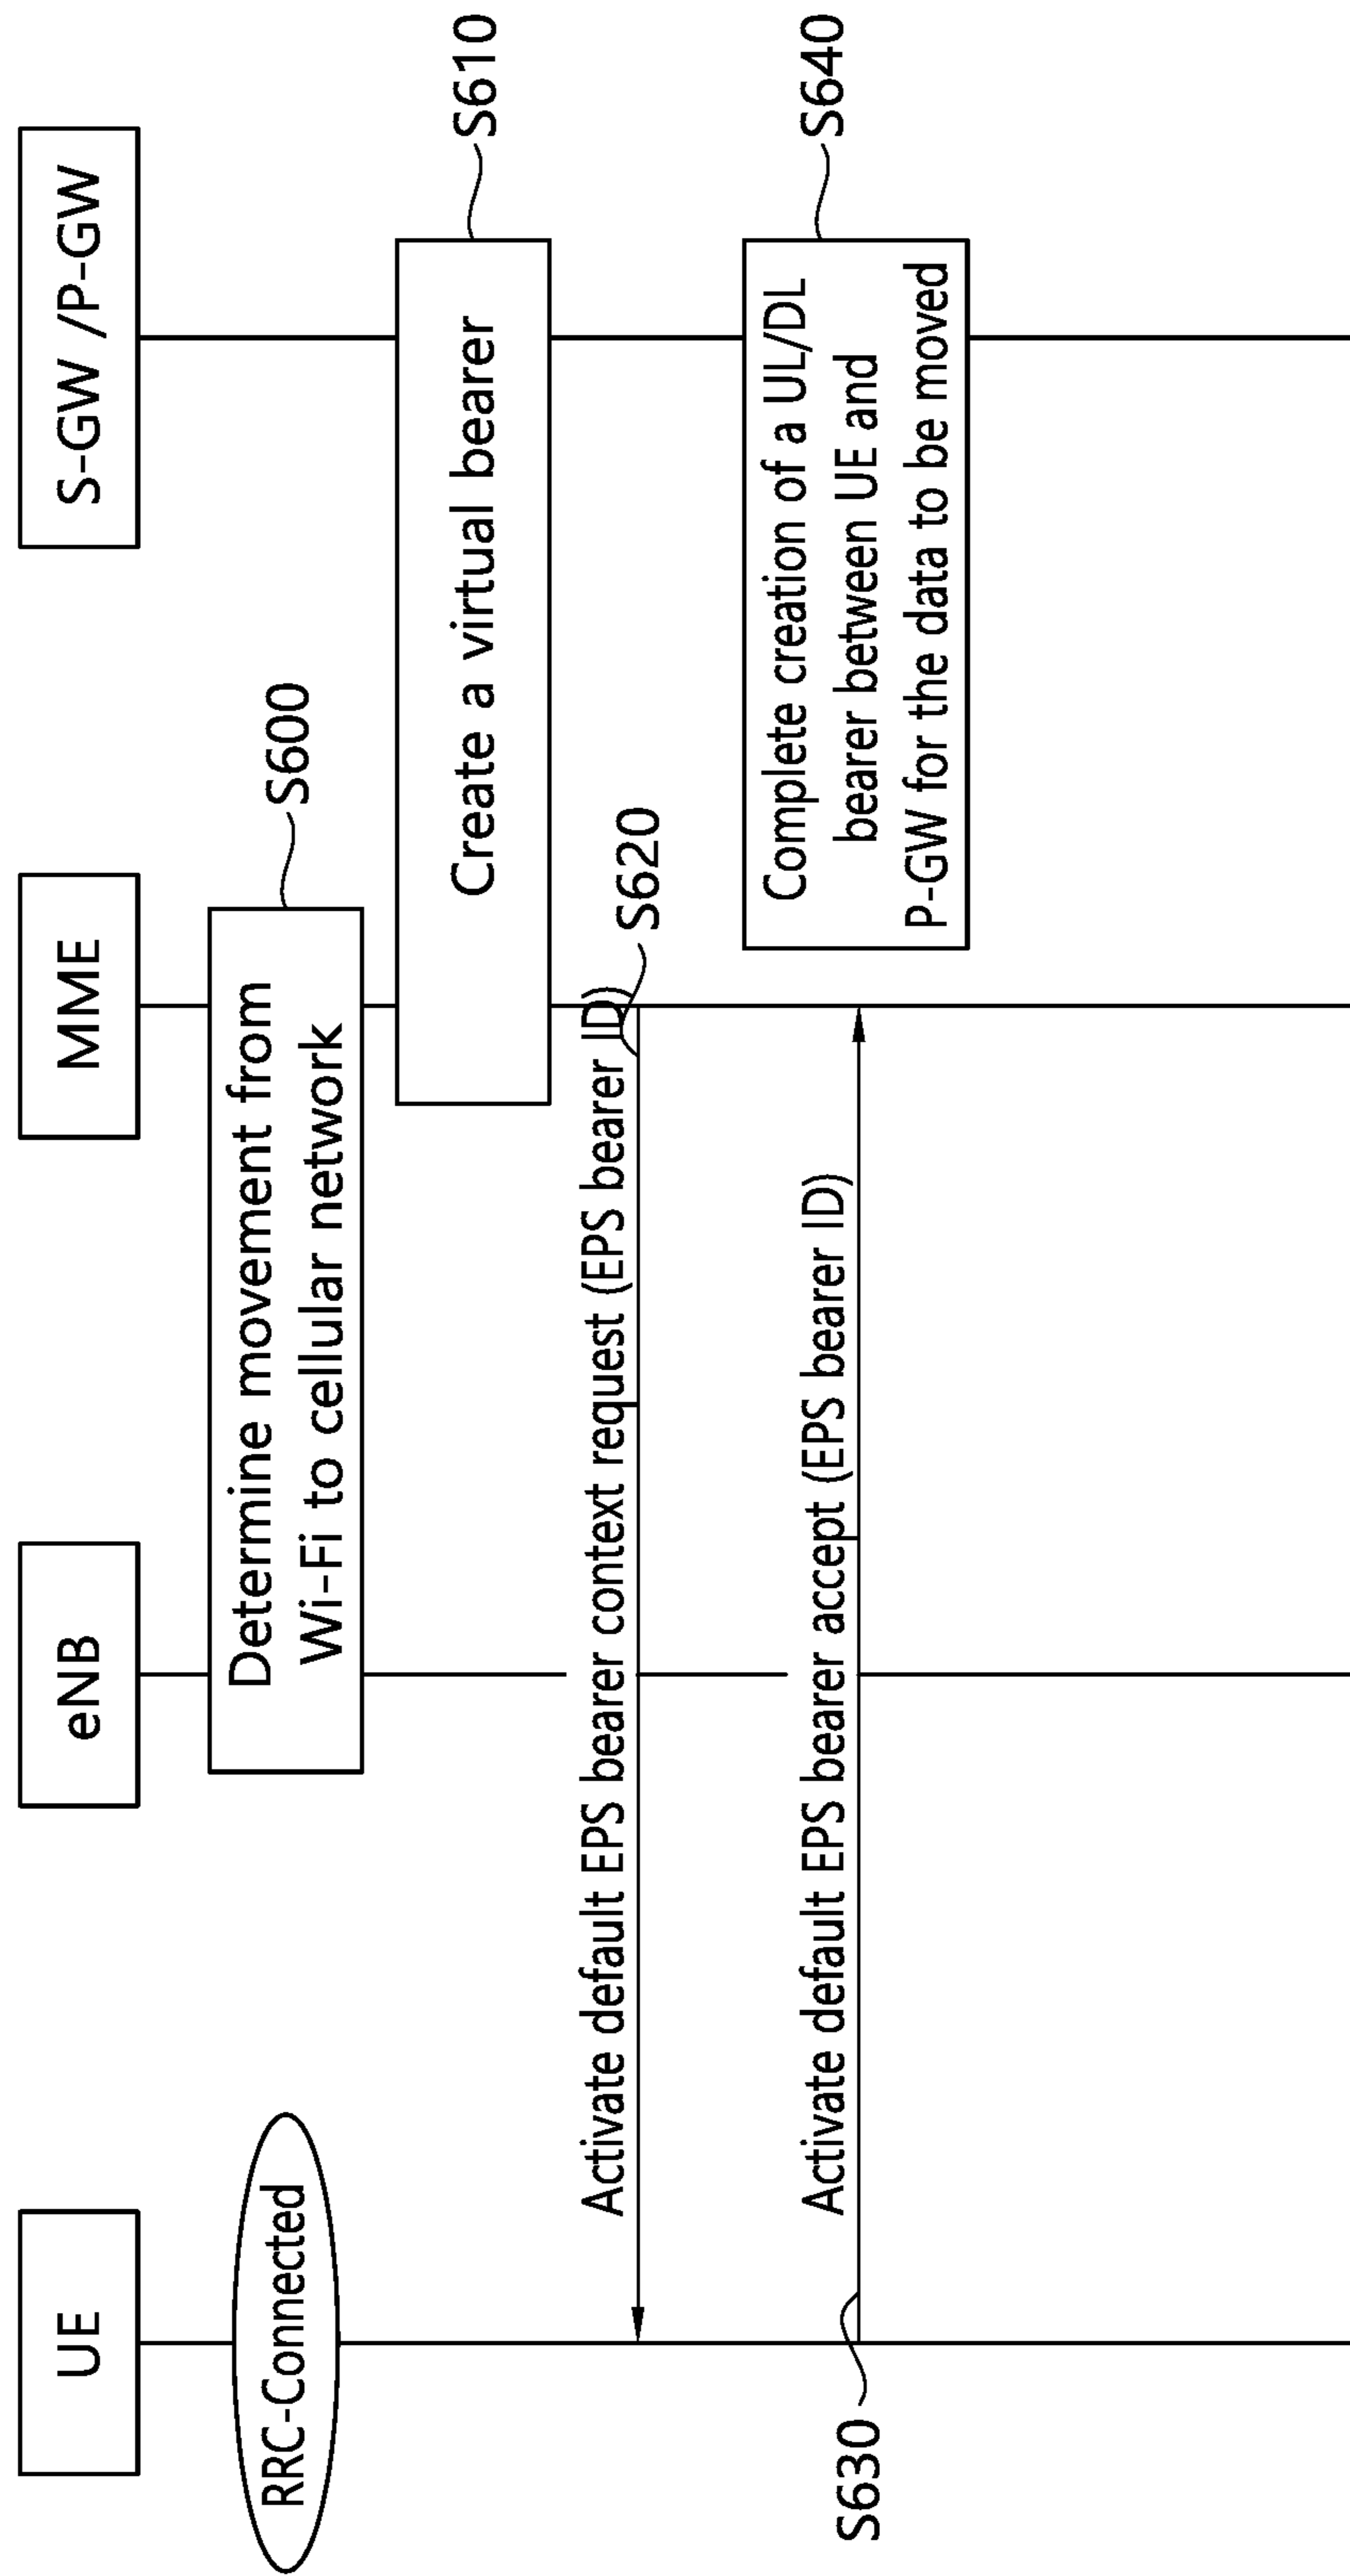 UE
eNB
MME
S-GW /P-GW
RRC-Connected
Determine movement from
Wi-Fi to cellular network
S600
Create a virtual bearer
S610
Activate default EPS bearer context request (EPS bearer ID)
S620
Activate default EPS bearer accept (EPS bearer ID)
S630
Complete creation of a UL/DL
bearer between UE and
P-GW for the data to be moved
S640